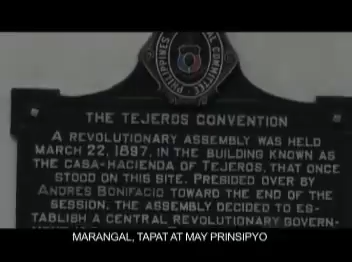 PHILIPPINES
COMMITTEE
THE TEJEROS CONVENTION
A REVOLUTIONARY ASSEMBLY WAS HELD
MARCH 22, 1897, IN THE BUILDING KNOWN AS
THE CASA-HACIENDA OF TEJEROS, THAT ONCE
STOOD ON THIS SITE. PRESIDED OVER BY
ANDRES BONIFACIO TOWARD THE END OF THE
SESSION, THE ASSEMBLY DECIDED TO ES-
TABLISH A CENTRAL REVOLUTIONARY GOVERN-
MARANGAL, TAPAT AT MAY PRINSIPYO